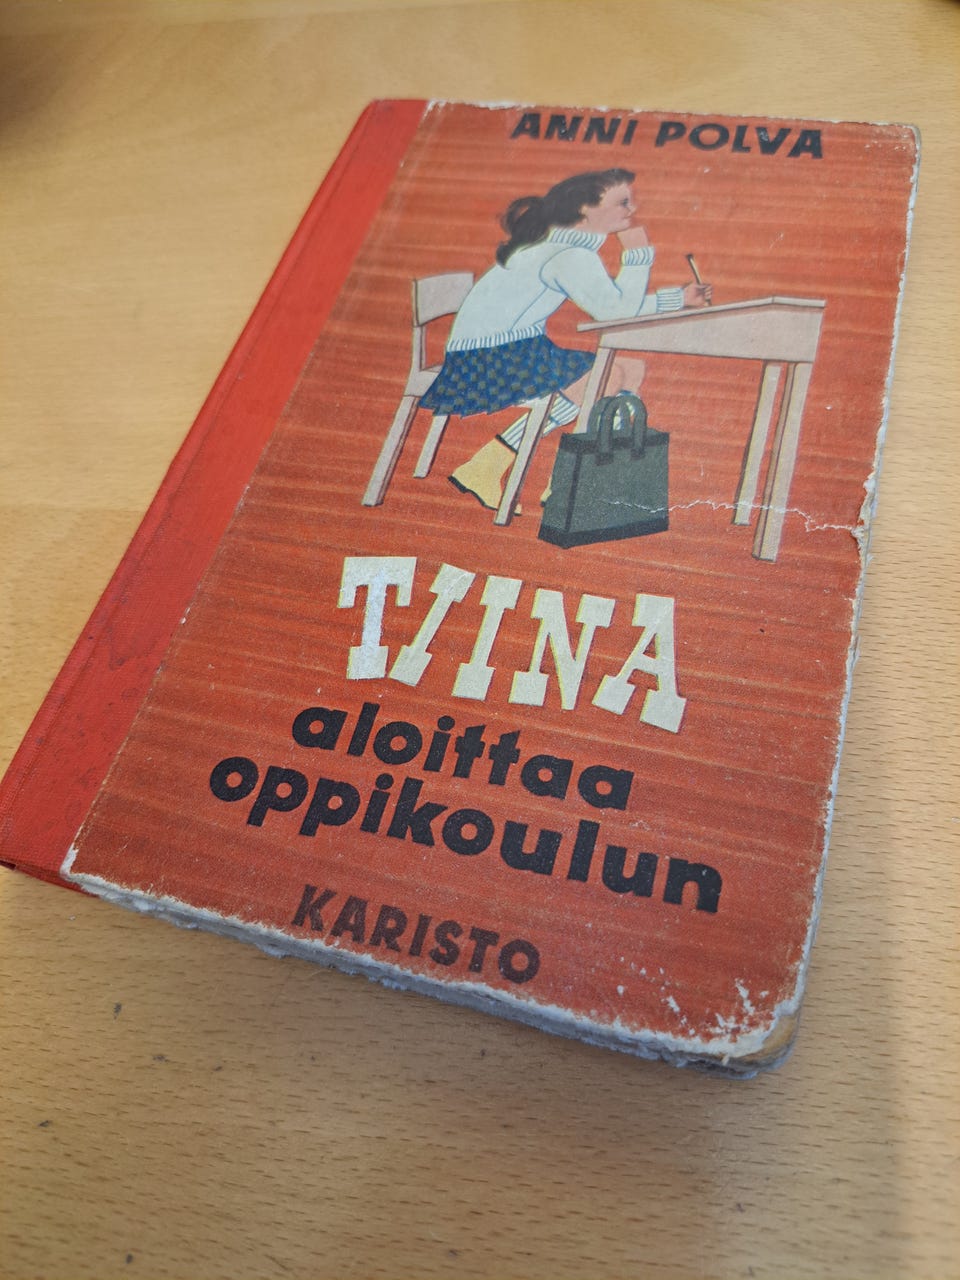 ANNI POLVA
TIINA
aloittaa
oppikoulun
KARISTO